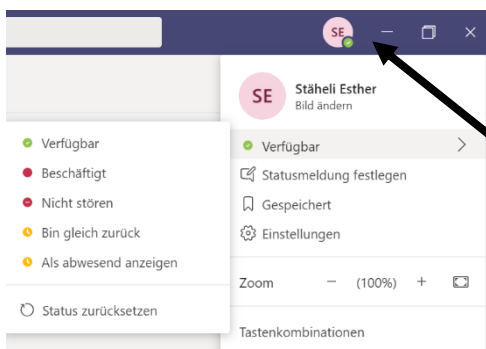 SE
SE
Stäheli Esther
Bild ändern
Verfügbar
Statusmeldung festlegen
Gespeichert
Einstellungen
Zoom − (100%) +
Tastenkombinationen
Verfügbar
Beschäftigt
Nicht stören
Bin gleich zurück
Als abwesend anzeigen
Status zurücksetzen